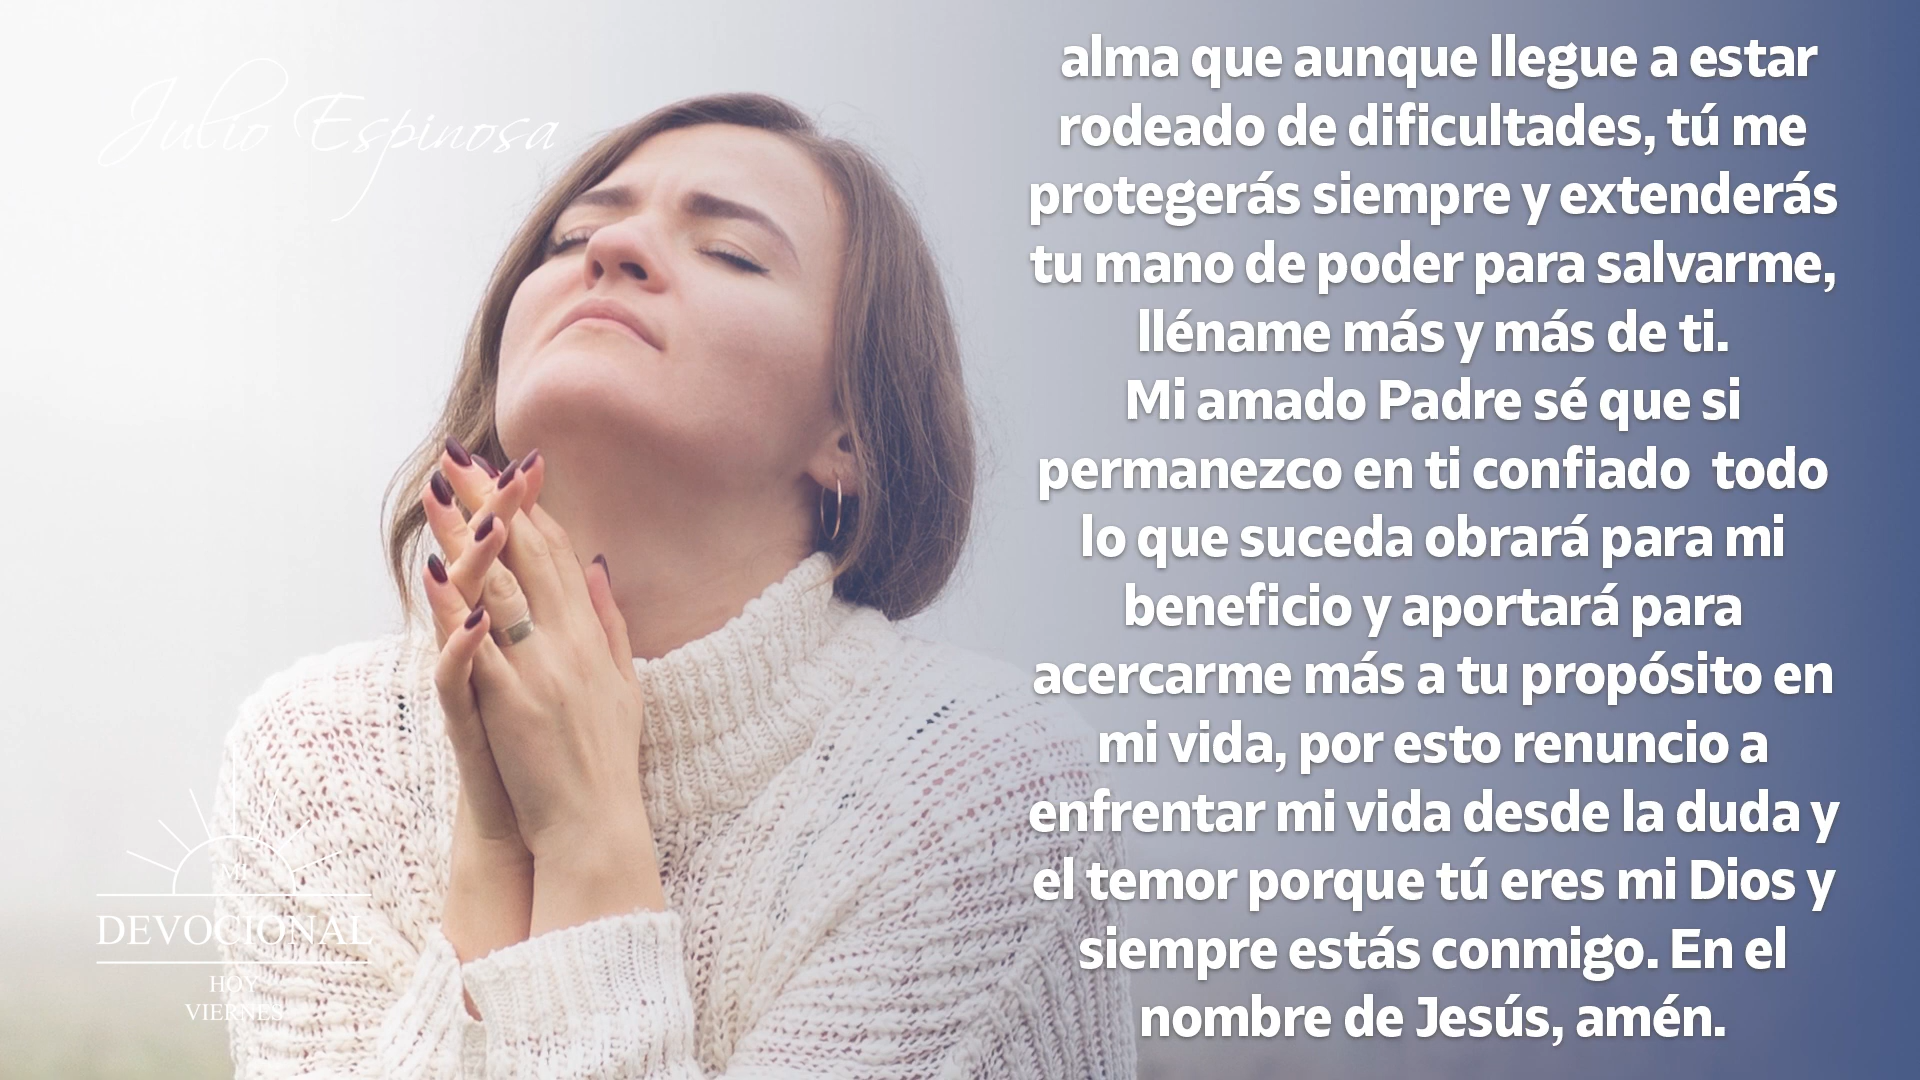 Julio Espinosa
alma que aunque llegue a estar
rodeado de dificultades, tú me
protegerás siempre y extenderás
tu mano de poder para salvarme,
lléname más y más de ti.
Mi amado Padre sé que si
permanezco en ti confiado  todo
lo que suceda obrará para mi
beneficio y aportará para
acercarme más a tu propósito en
mi vida, por esto renuncio a
enfrentar mi vida desde la duda y
el temor porque tú eres mi Dios y
siempre estás conmigo. En el
nombre de Jesús, amén.
MI
DEVOCIONAL
HOY
VIERNES